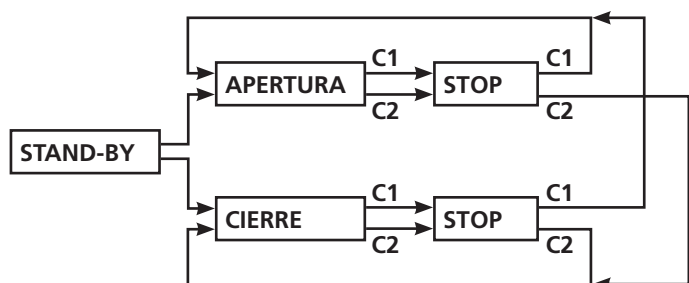 C1 C1
APERTURA STOP
C2 C2
STAND-BY
C1 C1
CIERRE STOP
C2 C2